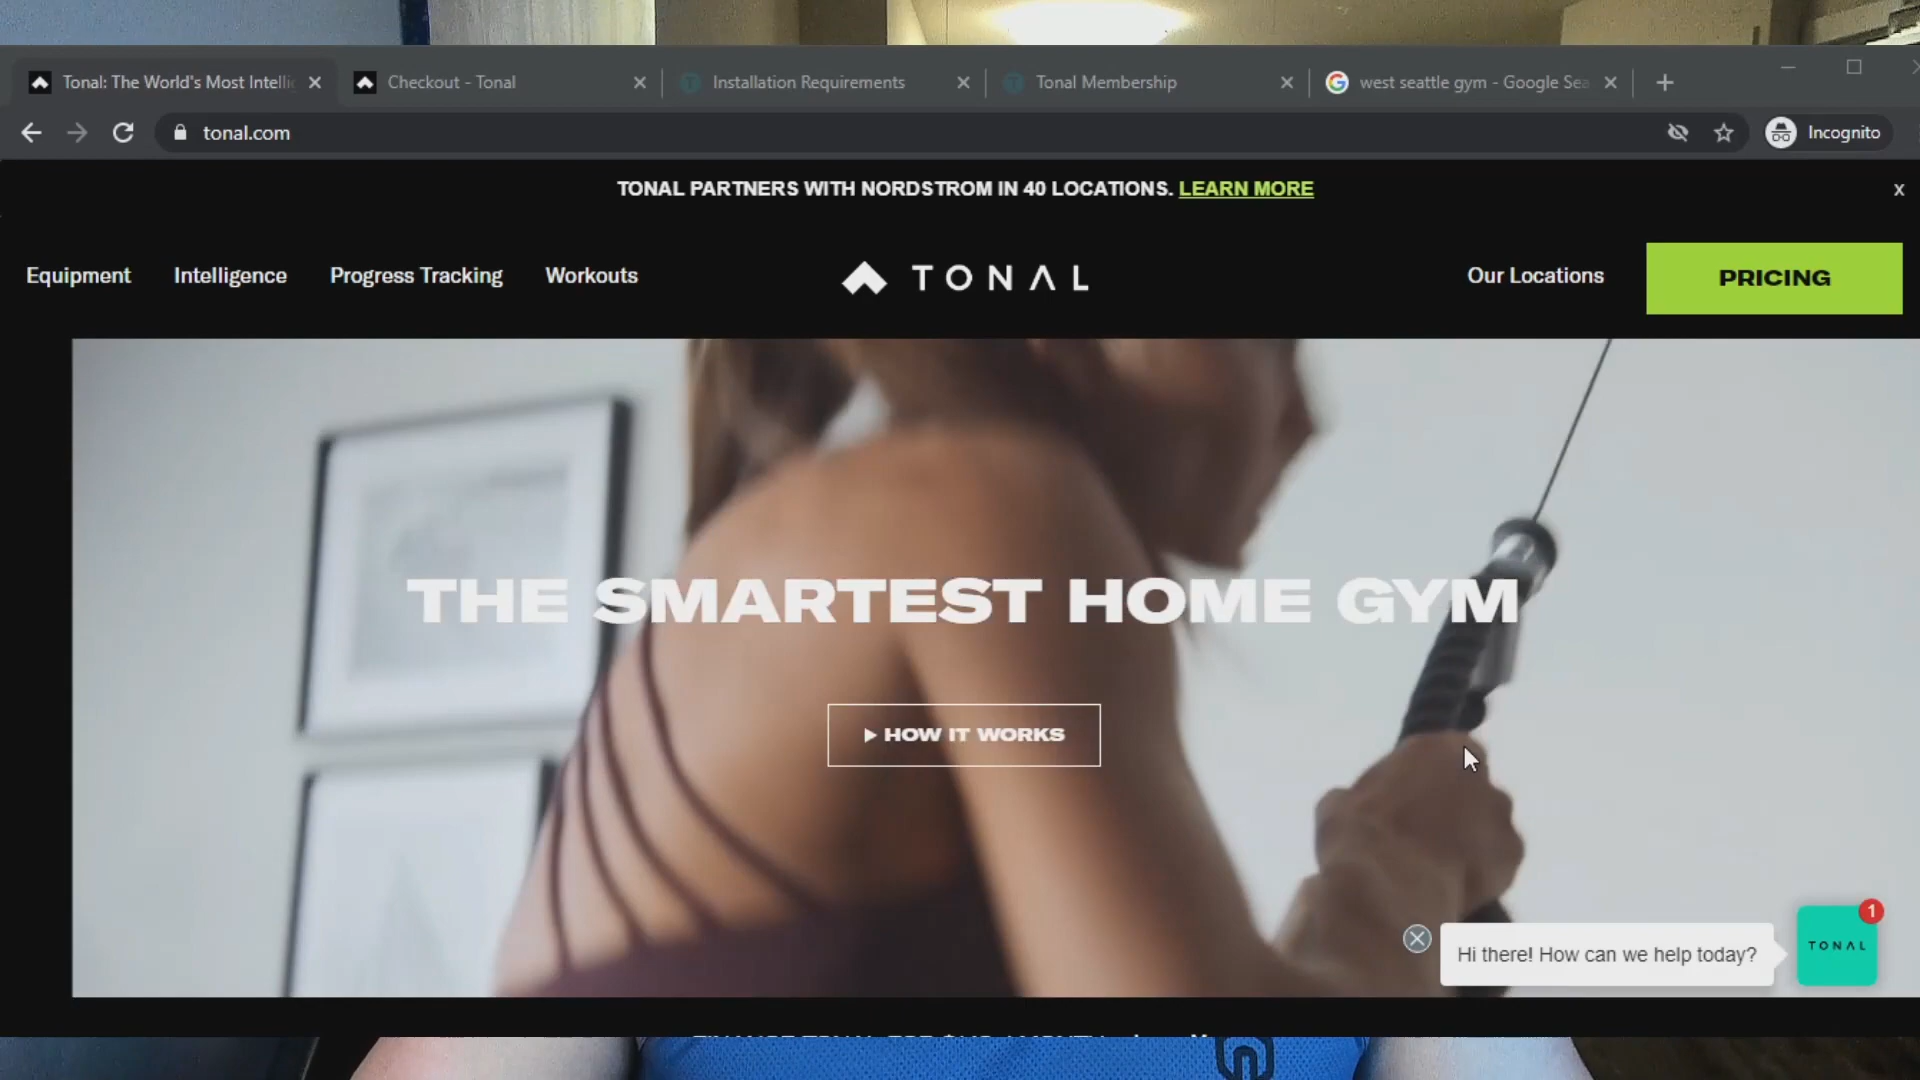 Tonal: The World's Most Intelli
Checkout - Tonal
Installation Requirements
Tonal Membership
west seattle gym - Google Sea
tonal.com
Incognito
TONAL PARTNERS WITH NORDSTROM IN 40 LOCATIONS. LEARN MORE
x
Equipment
Intelligence
Progress Tracking
Workouts
TONAL
Our Locations
PRICING
THE SMARTEST HOME GYM
HOW IT WORKS
Hi there! How can we help today?
1
TONAL